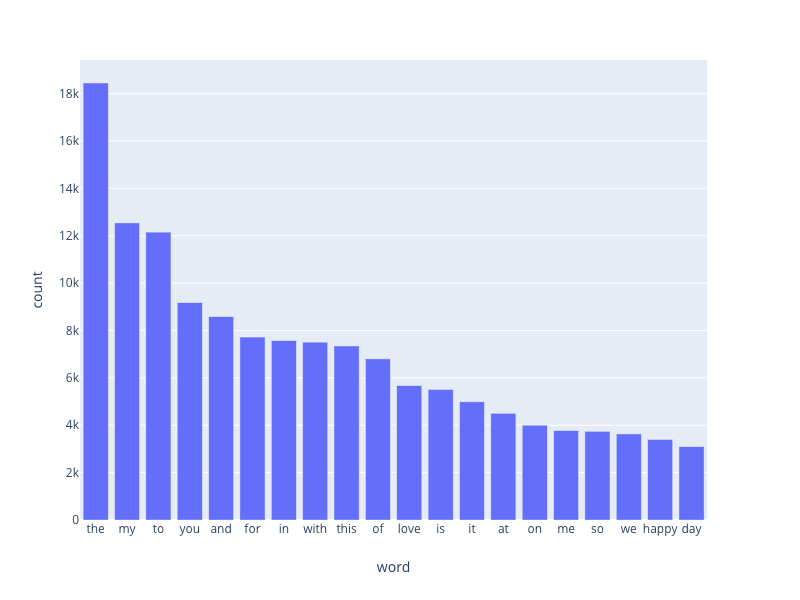 18k
16k
14k
12k
10k
8k
6k
4k
2k
0
count
the my to you and for in with this of love is it at on me so we happy day
word